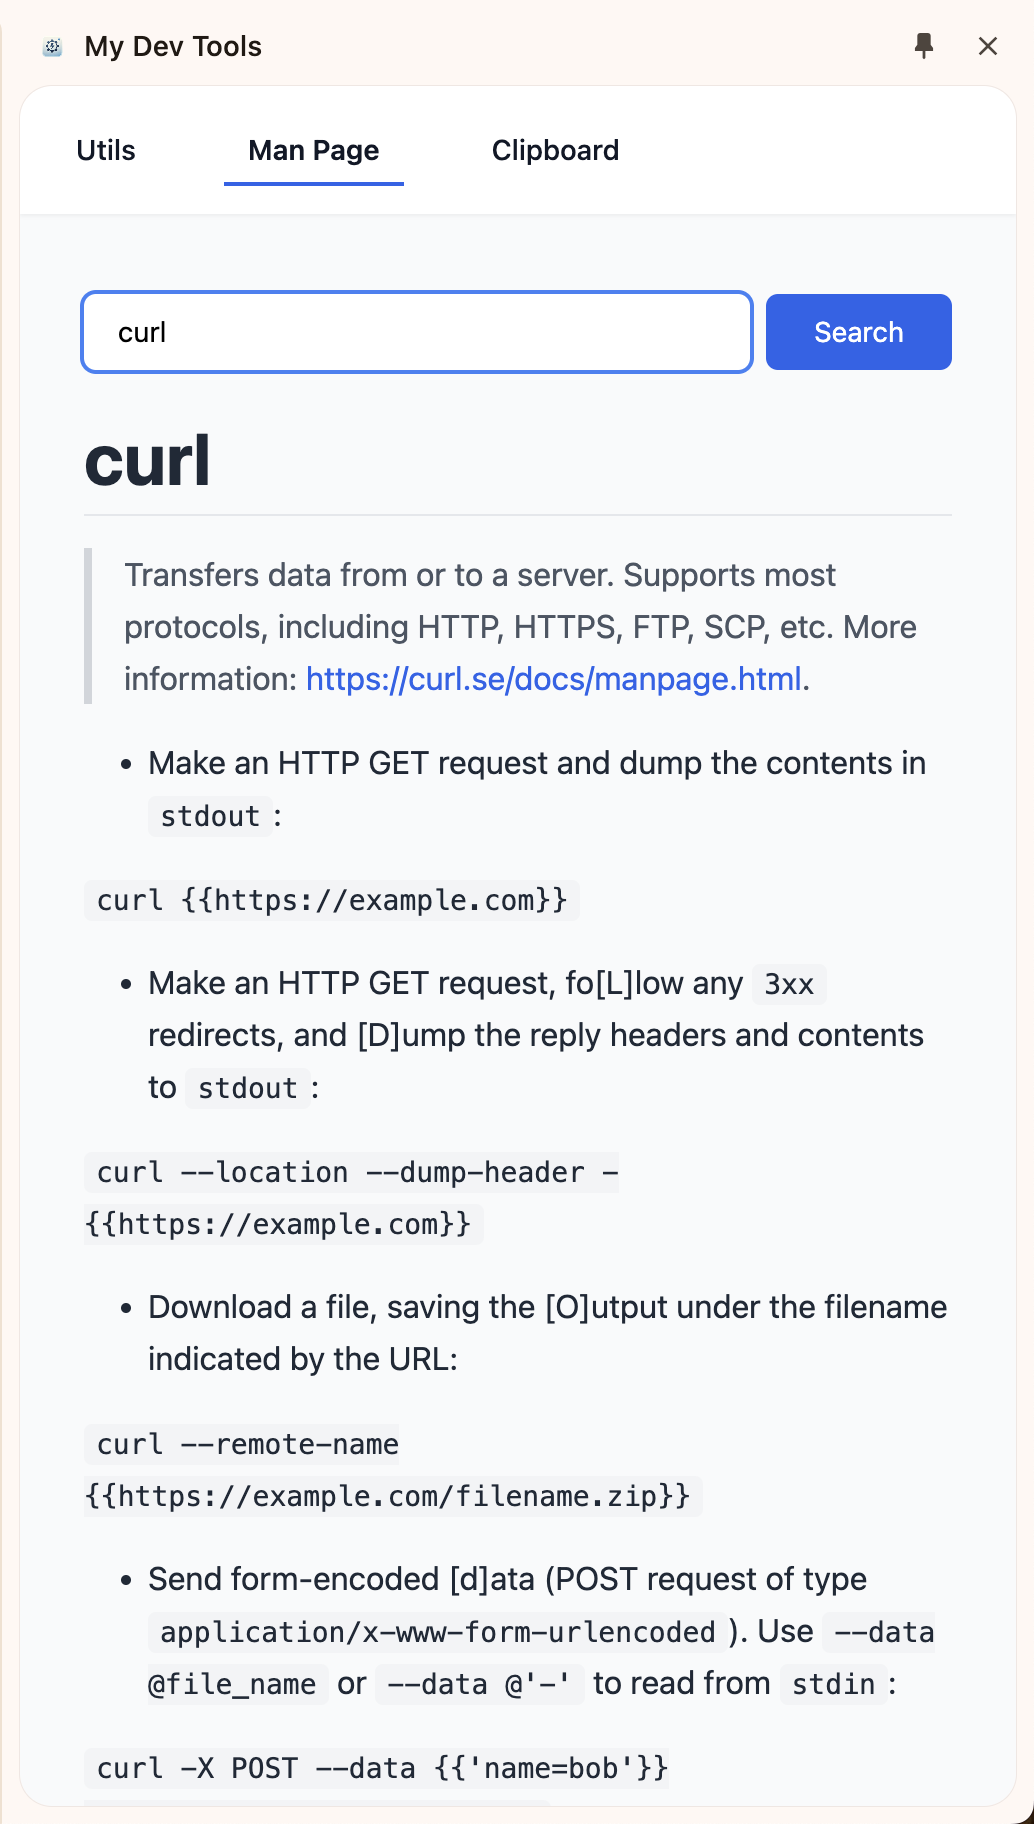 My Dev Tools
Utils
Man Page
Clipboard
curl
Search
curl
Transfers data from or to a server. Supports most
protocols, including HTTP, HTTPS, FTP, SCP, etc. More
information: https://curl.se/docs/manpage.html.
• Make an HTTP GET request and dump the contents in
stdout :
curl {{https://example.com}}
• Make an HTTP GET request, fo[L]low any 3xx
redirects, and [D]ump the reply headers and contents
to stdout :
curl --location --dump-header -
{{https://example.com}}
• Download a file, saving the [O]utput under the filename
indicated by the URL:
curl --remote-name
{{https://example.com/filename.zip}}
• Send form-encoded [d]ata (POST request of type
application/x-www-form-urlencoded ). Use --data
@file_name or --data @'-' to read from stdin :
curl -X POST --data {{'name=bob'}}